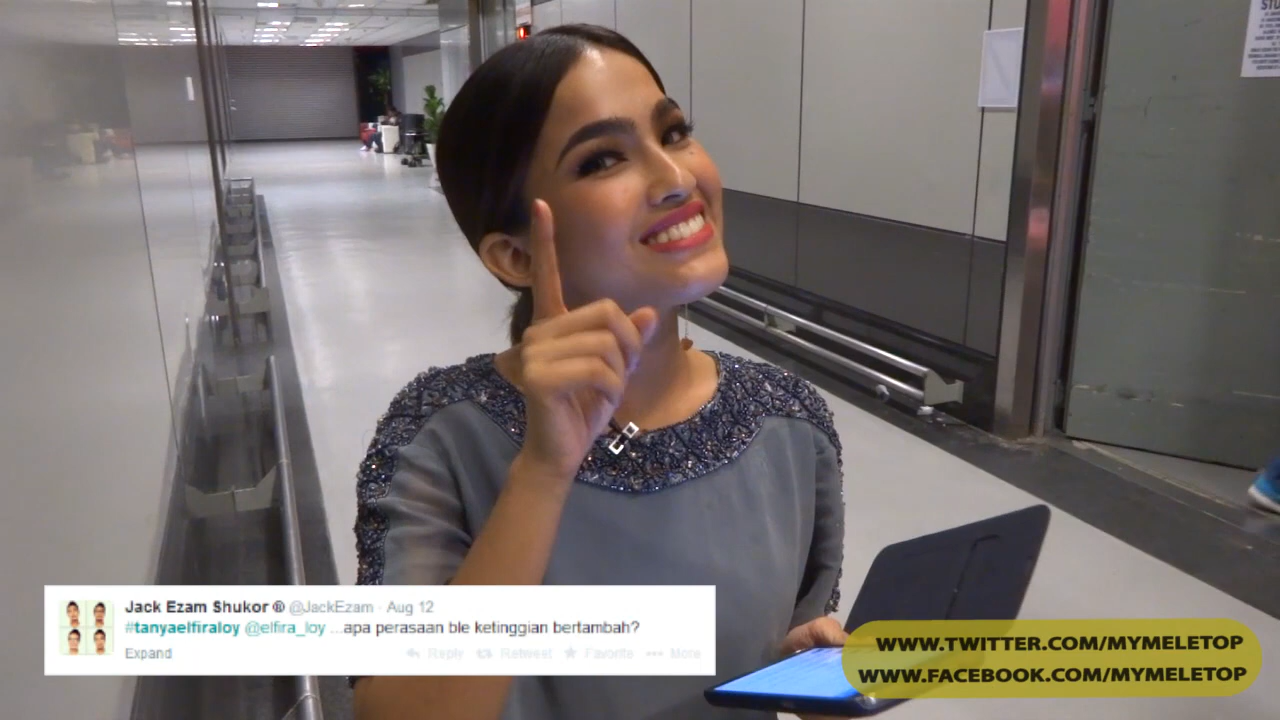 STU
Jack Ezam Shukor ® @JackEzam · Aug 12
#tanyaelfiraloy @elfira_loy ...apa perasaan ble ketinggian bertambah?
Expand Reply Retweet Favorite More
WWW.TWITTER.COM/MYMELETOP
WWW.FACEBOOK.COM/MYMELETOP